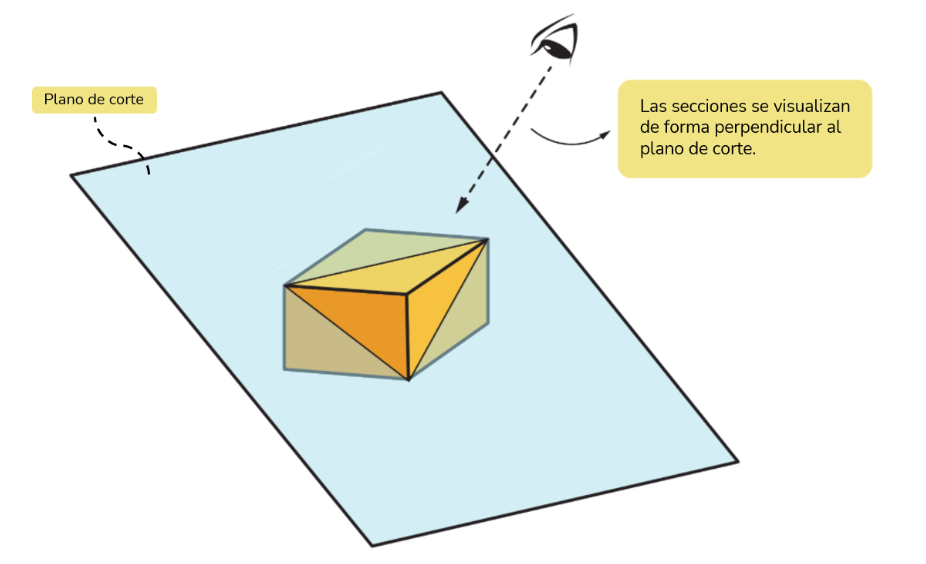 Plano de corte
Las secciones se visualizan
de forma perpendicular al
plano de corte.